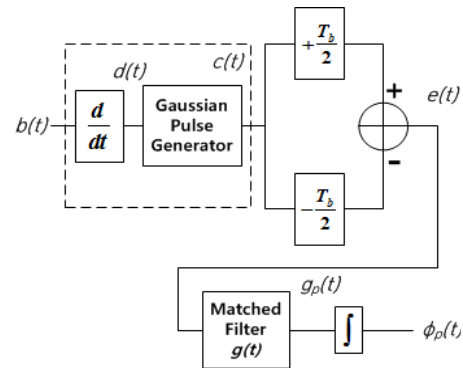 d(t)
c(t)
b(t)
d
dt
Gaussian
Pulse
Generator
+ T_b
2
+
-
e(t)
- T_b
2
g_p(t)
Matched
Filter
g(t)
∫
ϕ_p(t)